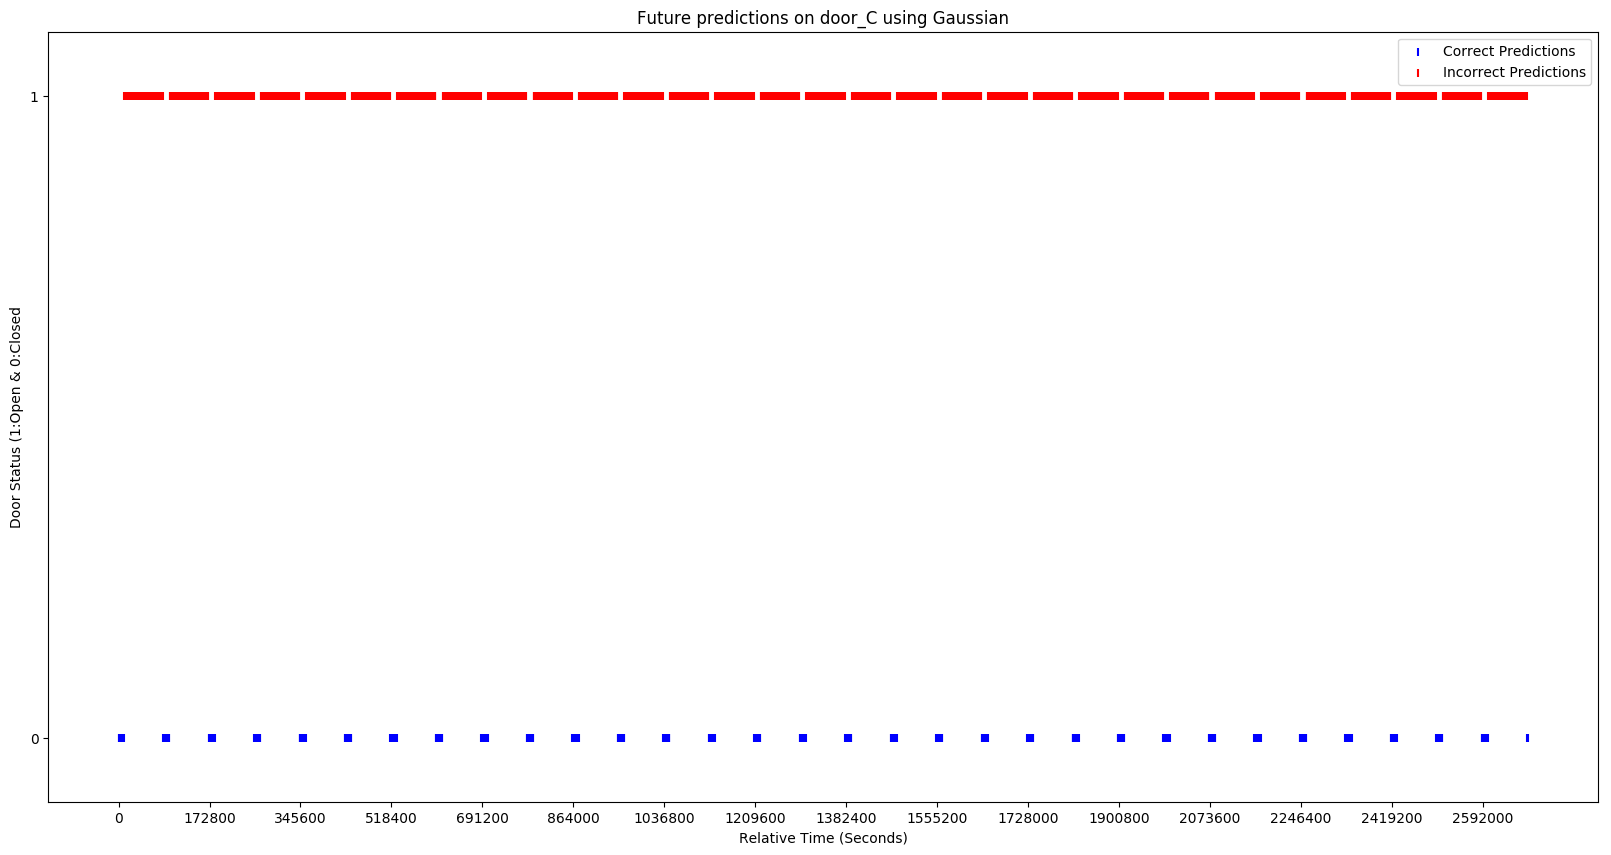 Future predictions on door_C using Gaussian
Correct Predictions
Incorrect Predictions
1
0
Door Status (1:Open & 0:Closed
0 172800 345600 518400 691200 864000 1036800 1209600 1382400 1555200 1728000 1900800 2073600 2246400 2419200 2592000
Relative Time (Seconds)